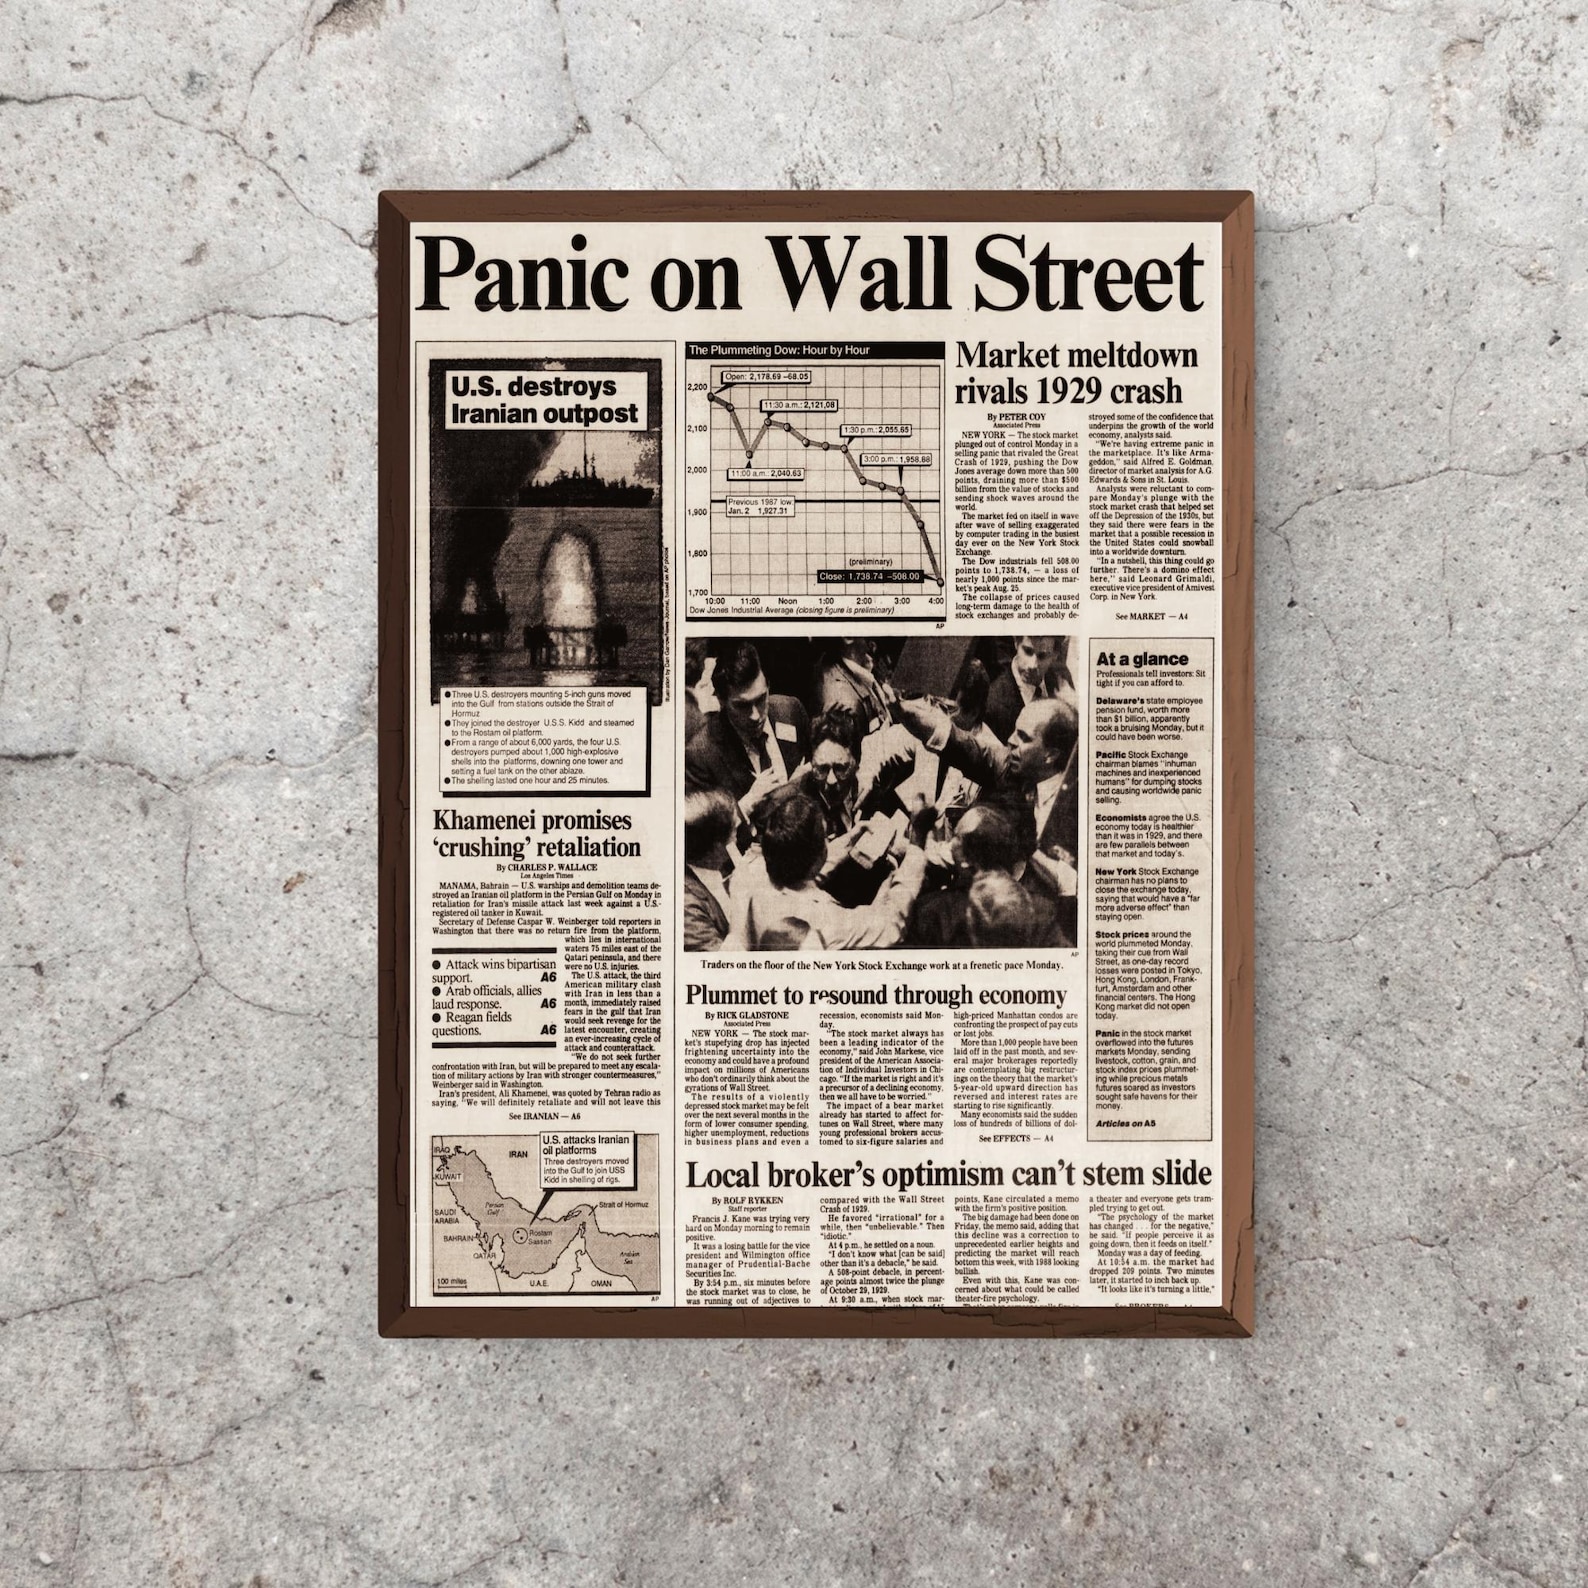 Panic on Wall Street
U.S. destroys
Iranian outpost
Illustration by Dan Garrow/News Journal, based on AP photos
●Three U.S. destroyers mounting 5-inch guns moved
into the Gulf from stations outside the Strait of
Hormuz
●They joined the destroyer U.S.S. Kidd and steamed
to the Rostam oil platform.
●From a range of about 6,000 yards, the four U.S.
destroyers pumped about 1,000 high-explosive
shells into the platforms, downing one tower and
setting a fuel tank on the other ablaze.
●The shelling lasted one hour and 25 minutes.
Khamenei promises
‘crushing’ retaliation
By CHARLES P. WALLACE
Los Angeles Times
MANAMA, Bahrain — U.S. warships and demolition teams de-
stroyed an Iranian oil platform in the Persian Gulf on Monday in
retaliation for Iran's missile attack last week against a U.S.-
registered oil tanker in Kuwait.
Secretary of Defense Caspar W. Weinberger told reporters in
Washington that there was no return fire from the platform,
which lies in international
waters 75 miles east of the
Qatari peninsula, and there
were no U.S. injuries.
The U.S. attack, the third
American military clash
with Iran in less than a
month, immediately raised
fears in the gulf that Iran
would seek revenge for the
latest encounter, creating
an ever-increasing cycle of
attack and counterattack.
"We do not seek further
confrontation with Iran, but will be prepared to meet any escala-
tion of military actions by Iran with stronger countermeasures,"
Weinberger said in Washington.
Iran's president, Ali Khamenei, was quoted by Tehran radio as
saying, "We will definitely retaliate and will not leave this
See IRANIAN — A6
● Attack wins bipartisan
support. A6
● Arab officials, allies
laud response. A6
● Reagan fields
questions. A6
U.S. attacks Iranian
oil platforms
Three destroyers moved
into the Gulf to join USS
Kidd in shelling of rigs.
IRAQ
IRAN
KUWAIT
Persian
Gulf
Strait of Hormuz
SAUDI
ARABIA
BAHRAIN
Rostam
Sassan
QATAR
Arabian
Sea
100 miles
U.A.E.
OMAN
AP
The Plummeting Dow: Hour by Hour
Open: 2,178.69 –68.05
2,200
11:30 a.m.: 2,121.08
2,100
1:30 p.m.: 2,055.65
3:00 p.m.: 1,958.88
2,000
11:00 a.m.: 2,040.63
Previous 1987 low,
Jan. 2 1,927.31
1,900
1,800
(preliminary)
Close: 1,738.74 –508.00
1,700
10:00 11:00 Noon 1:00 2:00 3:00 4:00
Dow Jones Industrial Average (closing figure is preliminary)
AP
Market meltdown
rivals 1929 crash
By PETER COY
Associated Press
NEW YORK — The stock market
plunged out of control Monday in a
selling panic that rivaled the Great
Crash of 1929, pushing the Dow
Jones average down more than 500
points, draining more than $500
billion from the value of stocks and
sending shock waves around the
world.
The market fed on itself in wave
after wave of selling exaggerated
by computer trading in the busiest
day ever on the New York Stock
Exchange.
The Dow industrials fell 508.00
points to 1,738.74, — a loss of
nearly 1,000 points since the mar-
ket's peak Aug. 25.
The collapse of prices caused
long-term damage to the health of
stock exchanges and probably de-
stroyed some of the confidence that
underpins the growth of the world
economy, analysts said.
"We're having extreme panic in
the marketplace. It's like Arma-
geddon," said Alfred E. Goldman,
director of market analysis for A.G.
Edwards & Sons in St. Louis.
Analysts were reluctant to com-
pare Monday's plunge with the
stock market crash that helped set
off the Depression of the 1930s, but
they said there were fears in the
market that a possible recession in
the United States could snowball
into a worldwide downturn.
"In a nutshell, this thing could go
further. There's a domino effect
here," said Leonard Grimaldi,
executive vice president of Amivest
Corp. in New York.
See MARKET — A4
AP
Traders on the floor of the New York Stock Exchange work at a frenetic pace Monday.
At a glance
Professionals tell investors: Sit
tight if you can afford to.
Delaware's state employee
pension fund, worth more
than $1 billion, apparently
took a bruising Monday, but it
could have been worse.
Pacific Stock Exchange
chairman blames "inhuman
machines and inexperienced
humans" for dumping stocks
and causing worldwide panic
selling.
Economists agree the U.S.
economy today is healthier
than it was in 1929, and there
are few parallels between
that market and today's.
New York Stock Exchange
chairman has no plans to
close the exchange today,
saying that would have a "far
more adverse effect" than
staying open.
Stock prices around the
world plummeted Monday,
taking their cue from Wall
Street, as one-day record
losses were posted in Tokyo,
Hong Kong, London, Frank-
furt, Amsterdam and other
financial centers. The Hong
Kong market did not open
today.
Panic in the stock market
overflowed into the futures
markets Monday, sending
livestock, cotton, grain, and
stock index prices plummet-
ing while precious metals
futures soared as investors
sought safe havens for their
money.
Articles on A5
Plummet to resound through economy
By RICK GLADSTONE
Associated Press
NEW YORK — The stock mar-
ket's stupefying drop has injected
frightening uncertainty into the
economy and could have a profound
impact on millions of Americans
who don't ordinarily think about the
gyrations of Wall Street.
The results of a violently
depressed stock market may be felt
over the next several months in the
form of lower consumer spending,
higher unemployment, reductions
in business plans and even a
recession, economists said Mon-
day.
"The stock market always has
been a leading indicator of the
economy," said John Markese, vice
president of the American Associa-
tion of Individual Investors in Chi-
cago. "If the market is right and it's
a precursor of a declining economy,
then we all have to be worried."
The impact of a bear market
already has started to affect for-
tunes on Wall Street, where many
young professional brokers accus-
tomed to six-figure salaries and
high-priced Manhattan condos are
confronting the prospect of pay cuts
or lost jobs.
More than 1,000 people have been
laid off in the past month, and sev-
eral major brokerages reportedly
are contemplating big restructur-
ings on the theory that the market's
5-year-old upward direction has
reversed and interest rates are
starting to rise significantly.
Many economists said the sudden
loss of hundreds of billions of dol-
See EFFECTS — A4
Local broker’s optimism can’t stem slide
By ROLF RYKKEN
Staff reporter
Francis J. Kane was trying very
hard on Monday morning to remain
positive.
It was a losing battle for the vice
president and Wilmington office
manager of Prudential-Bache
Securities Inc.
By 3:54 p.m., six minutes before
the stock market was to close, he
was running out of adjectives to
compared with the Wall Street
Crash of 1929.
He favored "irrational" for a
while, then "unbelievable." Then
"idiotic."
At 4 p.m., he settled on a noun.
"I don't know what [can be said]
other than it's a debacle," he said.
A 508-point debacle, in percent-
age points almost twice the plunge
of October 29, 1929.
At 9:30 a.m., when stock mar-
points, Kane circulated a memo
with the firm's positive position.
The big damage had been done on
Friday, the memo said, adding that
this decline was a correction to
unprecedented earlier heights and
predicting the market will reach
bottom this week, with 1988 looking
bullish.
Even with this, Kane was con-
cerned about what could be called
theater-fire psychology.
a theater and everyone gets tram-
pled trying to get out.
"The psychology of the market
has changed . . . for the negative,"
he said. "If people perceive it as
going down, then it feeds on itself."
Monday was a day of feeding.
At 10:54 a.m. the market had
dropped 209 points. Two minutes
later, it started to inch back up.
"It looks like it's turning a little,"